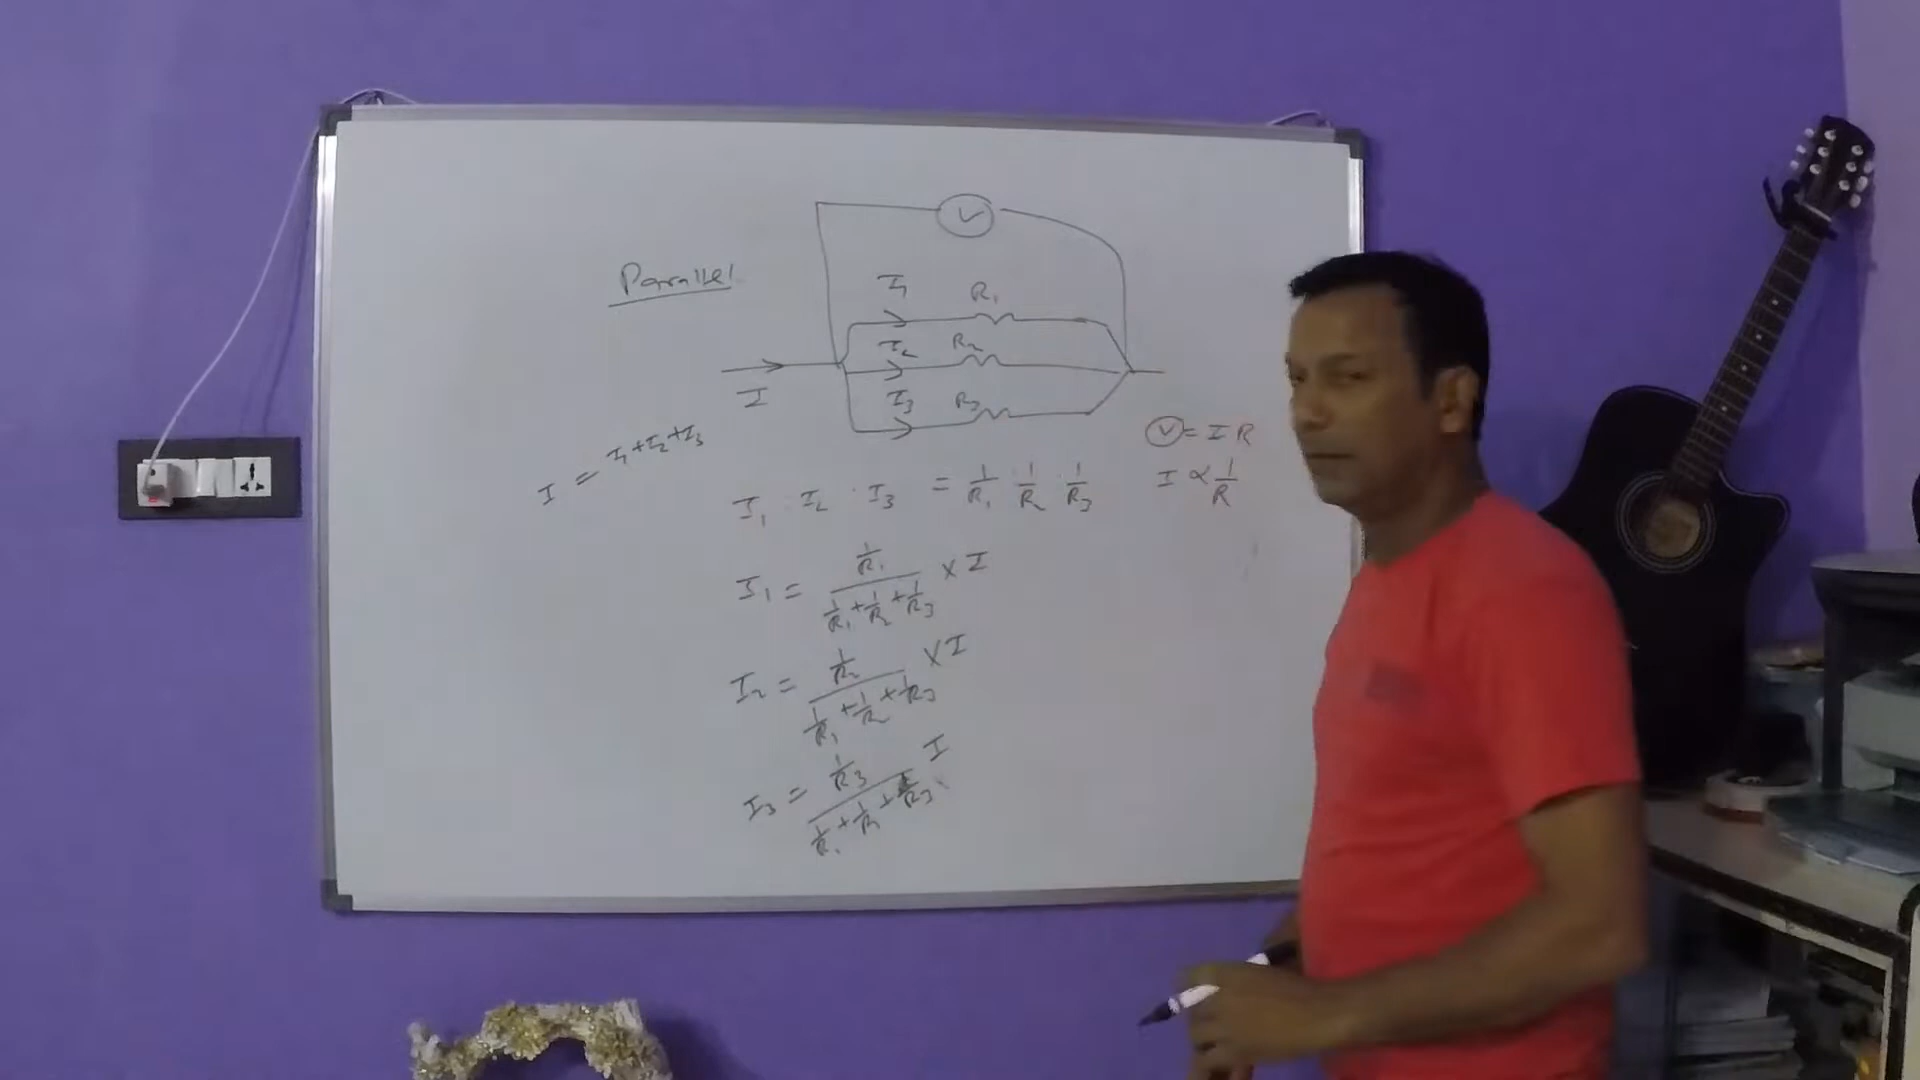 V
Parallel
I₁ R₁
I₂ R₂
I
I₃ R₃
I = I₁+I₂+I₃
V = I R
I ∝ 1/R
I₁ : I₂ : I₃ = 1/R₁ : 1/R₂ : 1/R₃
I₁ = (1/R₁)/(1/R₁ + 1/R₂ + 1/R₃) × I
I₂ = (1/R₂)/(1/R₁ + 1/R₂ + 1/R₃) × I
I₃ = (1/R₃)/(1/R₁ + 1/R₂ + 1/R₃) I